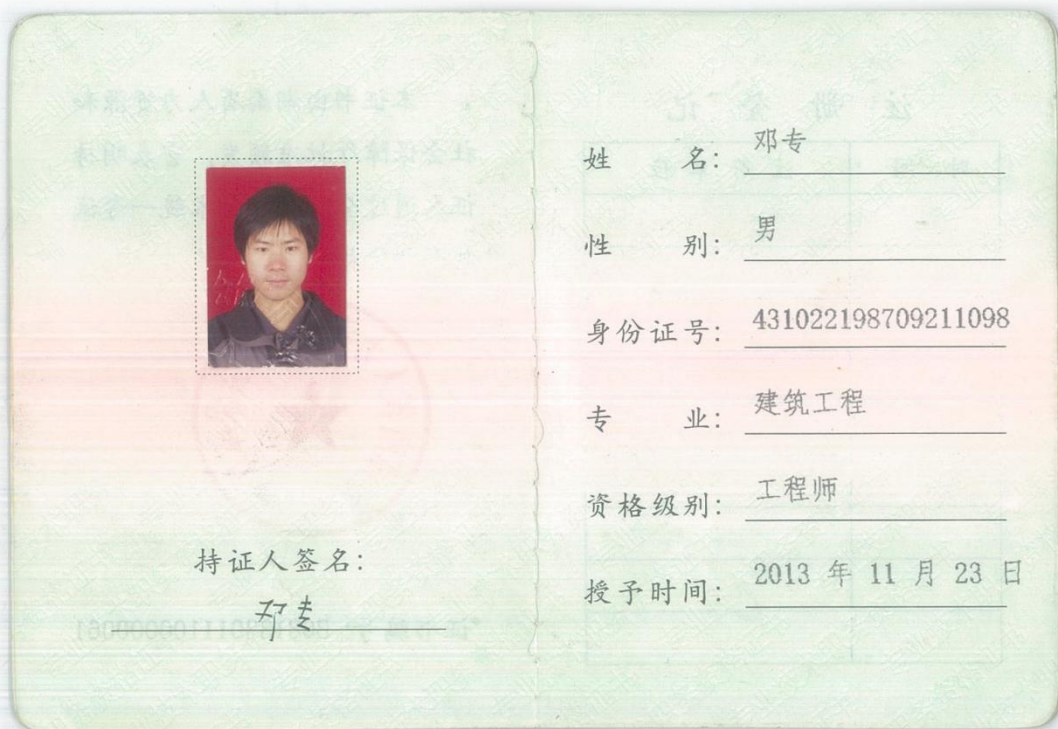 持证人签名：
邓专
姓 名：邓专
性 别：男
身份证号：431022198709211098
专 业：建筑工程
资格级别：工程师
授予时间：2013 年 11 月 23 日